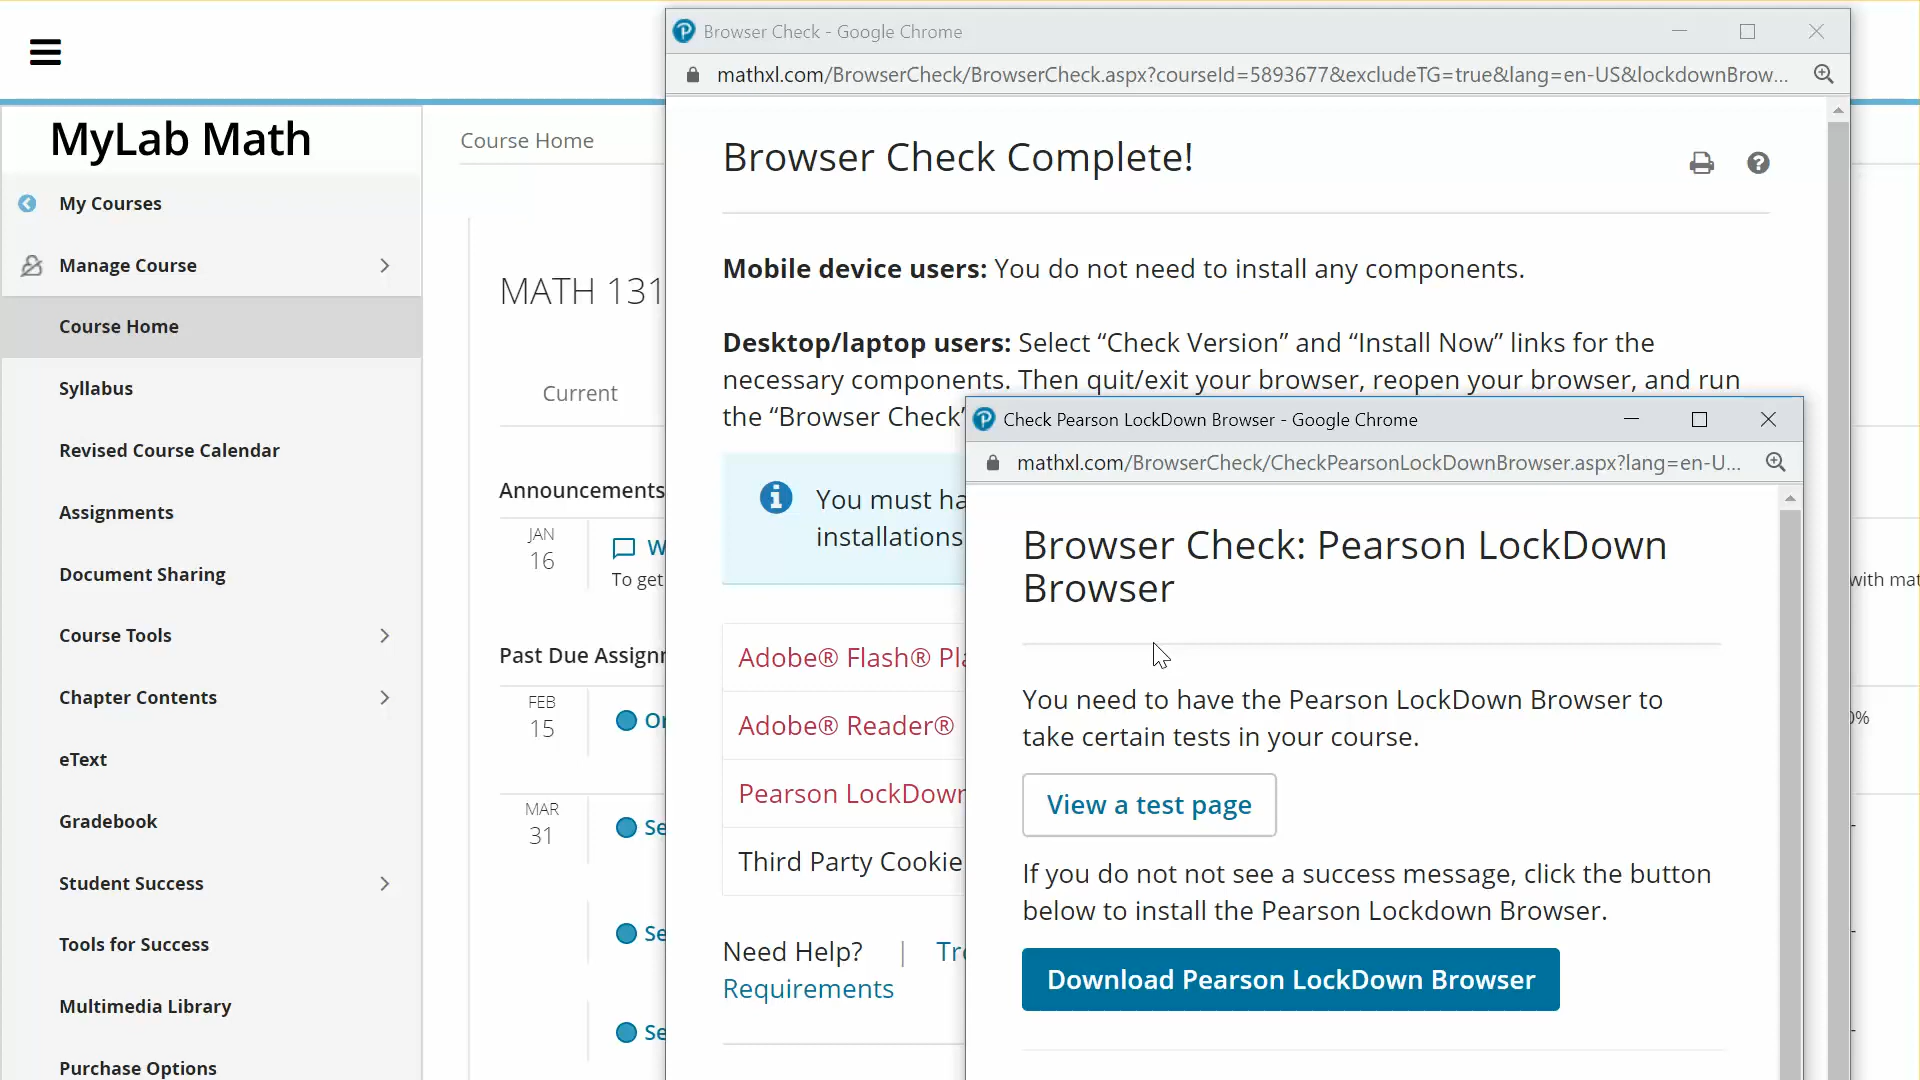 MyLab Math
My Courses
Manage Course
Course Home
Syllabus
Revised Course Calendar
Assignments
Document Sharing
Course Tools
Chapter Contents
eText
Gradebook
Student Success
Tools for Success
Multimedia Library
Purchase Options
Course Home
MATH 131
Current
Announcements
JAN
16
W
To get
Past Due Assignr
FEB
15
Or
MAR
31
Se
Se
Se
with mat
0%
Browser Check - Google Chrome
mathxl.com/BrowserCheck/BrowserCheck.aspx?courseId=5893677&excludeTG=true&lang=en-US&lockdownBrow...
Browser Check Complete!
Mobile device users: You do not need to install any components.
Desktop/laptop users: Select “Check Version” and “Install Now” links for the
necessary components. Then quit/exit your browser, reopen your browser, and run
the “Browser Check”
You must ha
installations
Adobe® Flash® Pla
Adobe® Reader®
Pearson LockDown
Third Party Cookie
Need Help? | Tro
Requirements
Check Pearson LockDown Browser - Google Chrome
mathxl.com/BrowserCheck/CheckPearsonLockDownBrowser.aspx?lang=en-U...
Browser Check: Pearson LockDown
Browser
You need to have the Pearson LockDown Browser to
take certain tests in your course.
View a test page
If you do not not see a success message, click the button
below to install the Pearson Lockdown Browser.
Download Pearson LockDown Browser